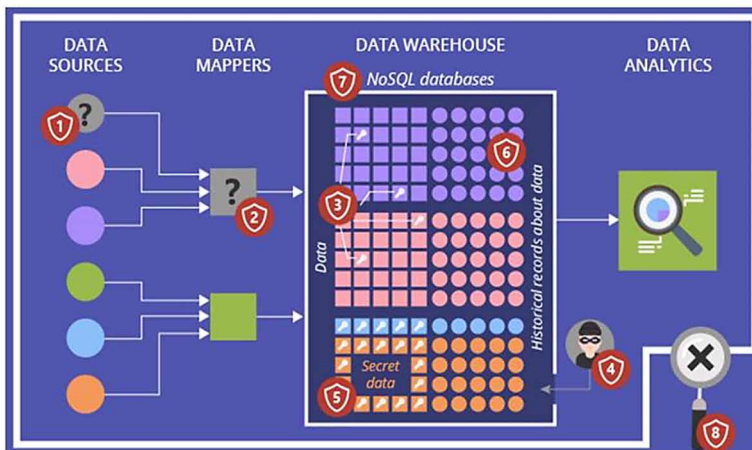 DATA
SOURCES
DATA
MAPPERS
DATA WAREHOUSE
DATA
ANALYTICS
7
NoSQL databases
1
?
?
2
3
6
Data
Historical records about data
Secret
data
5
4
8